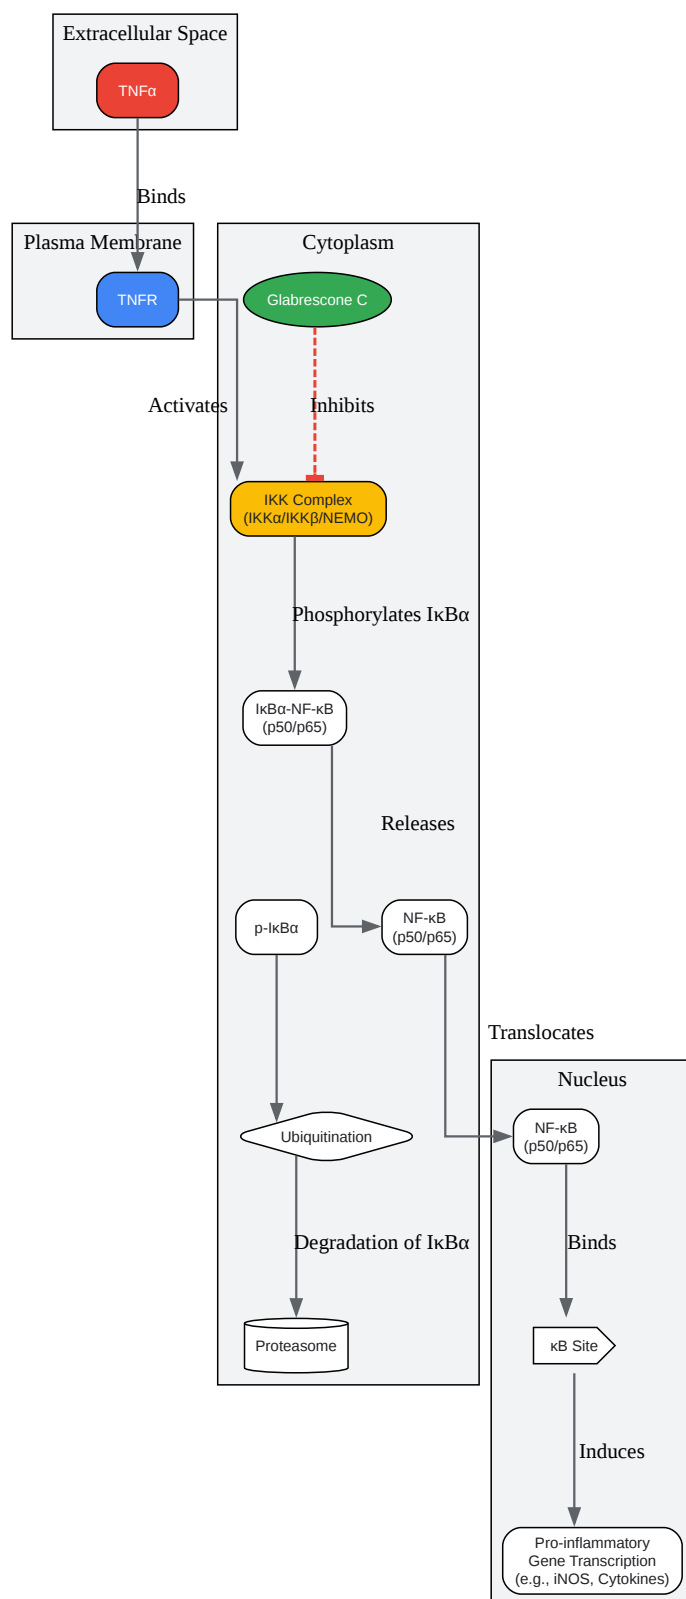 Extracellular Space
TNFα
Binds
Plasma Membrane
TNFR
Cytoplasm
Glabrescone C
Activates
Inhibits
IKK Complex
(IKKα/IKKβ/NEMO)
Phosphorylates IκBα
IκBα-NF-κB
(p50/p65)
Releases
p-IκBα
NF-κB
(p50/p65)
Translocates
Nucleus
NF-κB
(p50/p65)
Ubiquitination
Degradation of IκBα
Binds
Proteasome
κB Site
Induces
Pro-inflammatory
Gene Transcription
(e.g., iNOS, Cytokines)